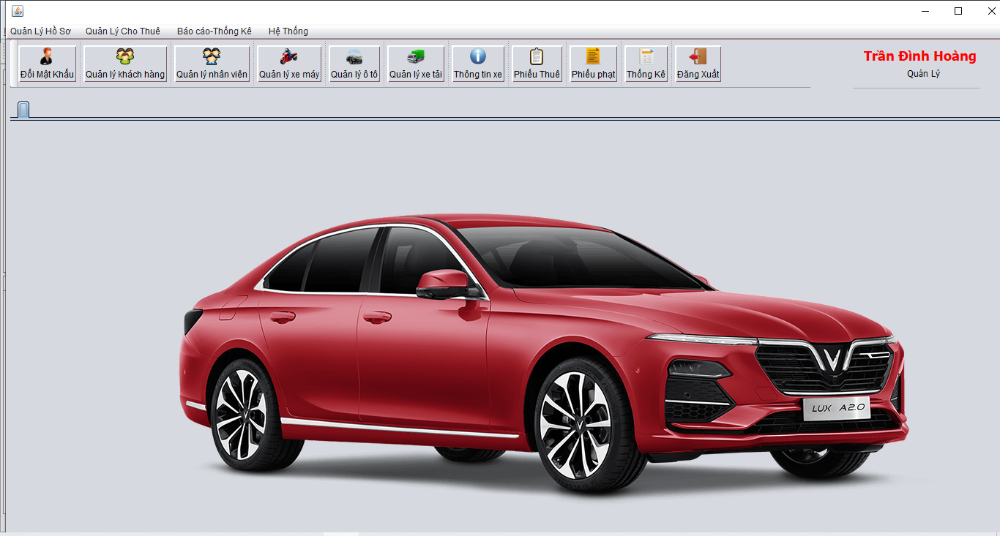 Quản Lý Hồ Sơ Quản Lý Cho Thuê Báo cáo-Thống Kê Hệ Thống
Đổi Mật Khẩu Quản lý khách hàng Quản lý nhân viên Quản lý xe máy Quản lý ô tô Quản lý xe tải Thông tin xe Phiếu Thuê Phiếu phạt Thống Kê Đăng Xuất
Trần Đình Hoàng
Quản Lý
LUX A2.0